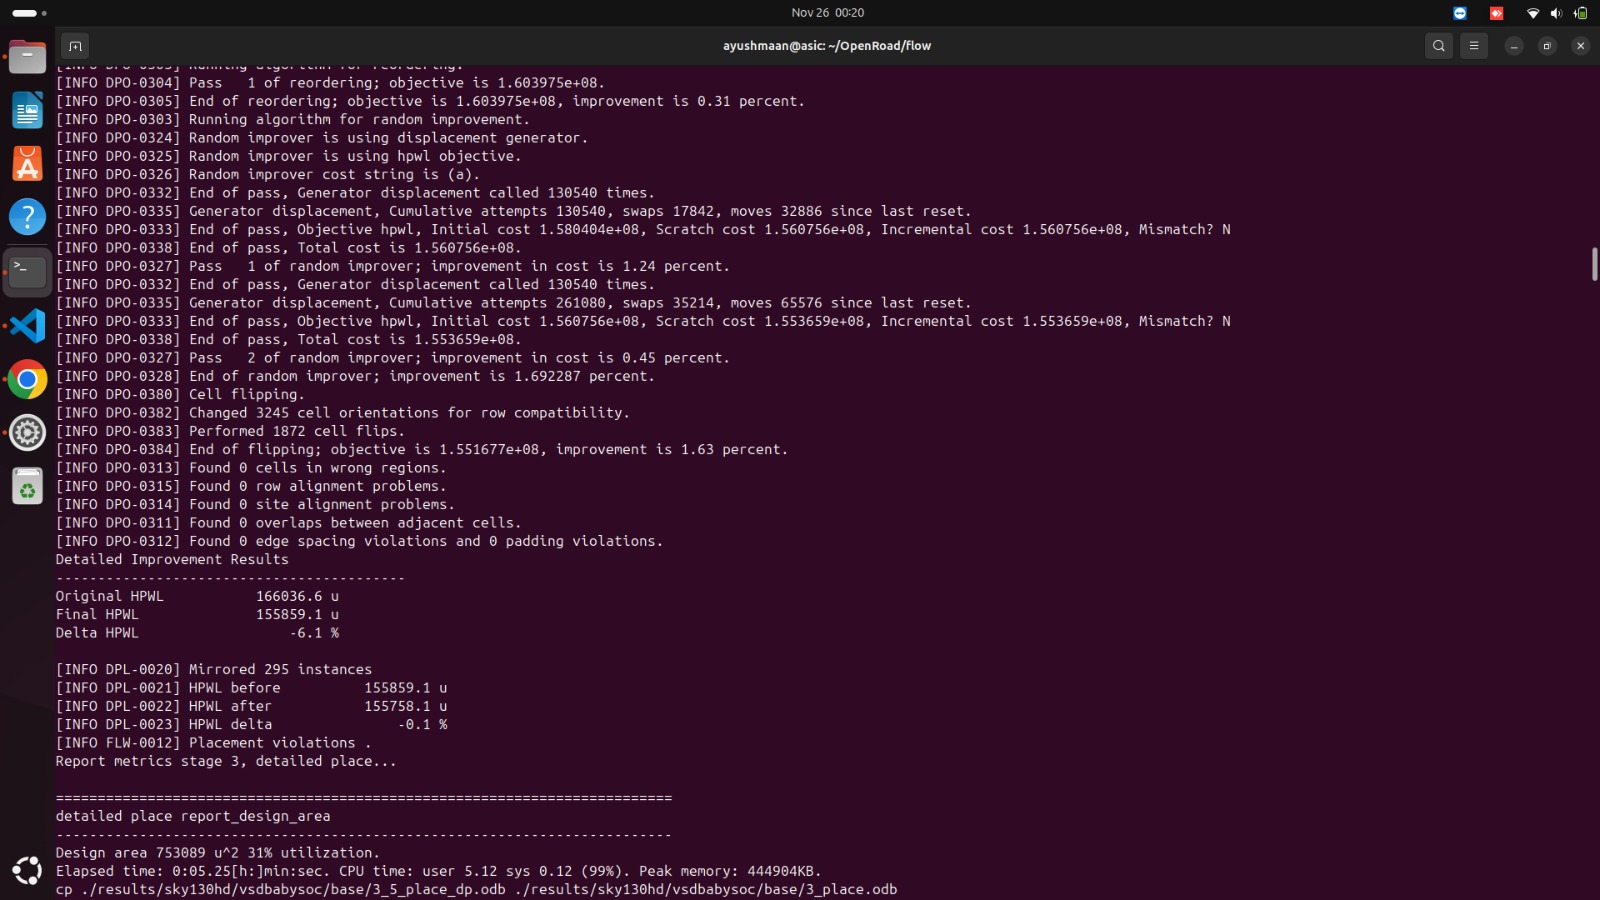 Nov 26 00:20
ayushmaan@asic: ~/OpenRoad/flow
[INFO DPO-0303] Running algorithm for reordering.
[INFO DPO-0304] Pass   1 of reordering; objective is 1.603975e+08.
[INFO DPO-0305] End of reordering; objective is 1.603975e+08, improvement is 0.31 percent.
[INFO DPO-0303] Running algorithm for random improvement.
[INFO DPO-0324] Random improver is using displacement generator.
[INFO DPO-0325] Random improver is using hpwl objective.
[INFO DPO-0326] Random improver cost string is (a).
[INFO DPO-0332] End of pass, Generator displacement called 130540 times.
[INFO DPO-0335] Generator displacement, Cumulative attempts 130540, swaps 17842, moves 32886 since last reset.
[INFO DPO-0333] End of pass, Objective hpwl, Initial cost 1.580404e+08, Scratch cost 1.560756e+08, Incremental cost 1.560756e+08, Mismatch? N
[INFO DPO-0338] End of pass, Total cost is 1.560756e+08.
[INFO DPO-0327] Pass   1 of random improver; improvement in cost is 1.24 percent.
[INFO DPO-0332] End of pass, Generator displacement called 130540 times.
[INFO DPO-0335] Generator displacement, Cumulative attempts 261080, swaps 35214, moves 65576 since last reset.
[INFO DPO-0333] End of pass, Objective hpwl, Initial cost 1.560756e+08, Scratch cost 1.553659e+08, Incremental cost 1.553659e+08, Mismatch? N
[INFO DPO-0338] End of pass, Total cost is 1.553659e+08.
[INFO DPO-0327] Pass   2 of random improver; improvement in cost is 0.45 percent.
[INFO DPO-0328] End of random improver; improvement is 1.692287 percent.
[INFO DPO-0380] Cell flipping.
[INFO DPO-0382] Changed 3245 cell orientations for row compatibility.
[INFO DPO-0383] Performed 1872 cell flips.
[INFO DPO-0384] End of flipping; objective is 1.551677e+08, improvement is 1.63 percent.
[INFO DPO-0313] Found 0 cells in wrong regions.
[INFO DPO-0315] Found 0 row alignment problems.
[INFO DPO-0314] Found 0 site alignment problems.
[INFO DPO-0311] Found 0 overlaps between adjacent cells.
[INFO DPO-0312] Found 0 edge spacing violations and 0 padding violations.
Detailed Improvement Results
------------------------------------------
Original HPWL           166036.6 u
Final HPWL              155859.1 u
Delta HPWL                  -6.1 %
[INFO DPL-0020] Mirrored 295 instances
[INFO DPL-0021] HPWL before          155859.1 u
[INFO DPL-0022] HPWL after           155758.1 u
[INFO DPL-0023] HPWL delta               -0.1 %
[INFO FLW-0012] Placement violations .
Report metrics stage 3, detailed place...
==========================================================================
detailed place report_design_area
--------------------------------------------------------------------------
Design area 753089 u^2 31% utilization.
Elapsed time: 0:05.25[h:]min:sec. CPU time: user 5.12 sys 0.12 (99%). Peak memory: 444904KB.
cp ./results/sky130hd/vsdbabysoc/base/3_5_place_dp.odb ./results/sky130hd/vsdbabysoc/base/3_place.odb